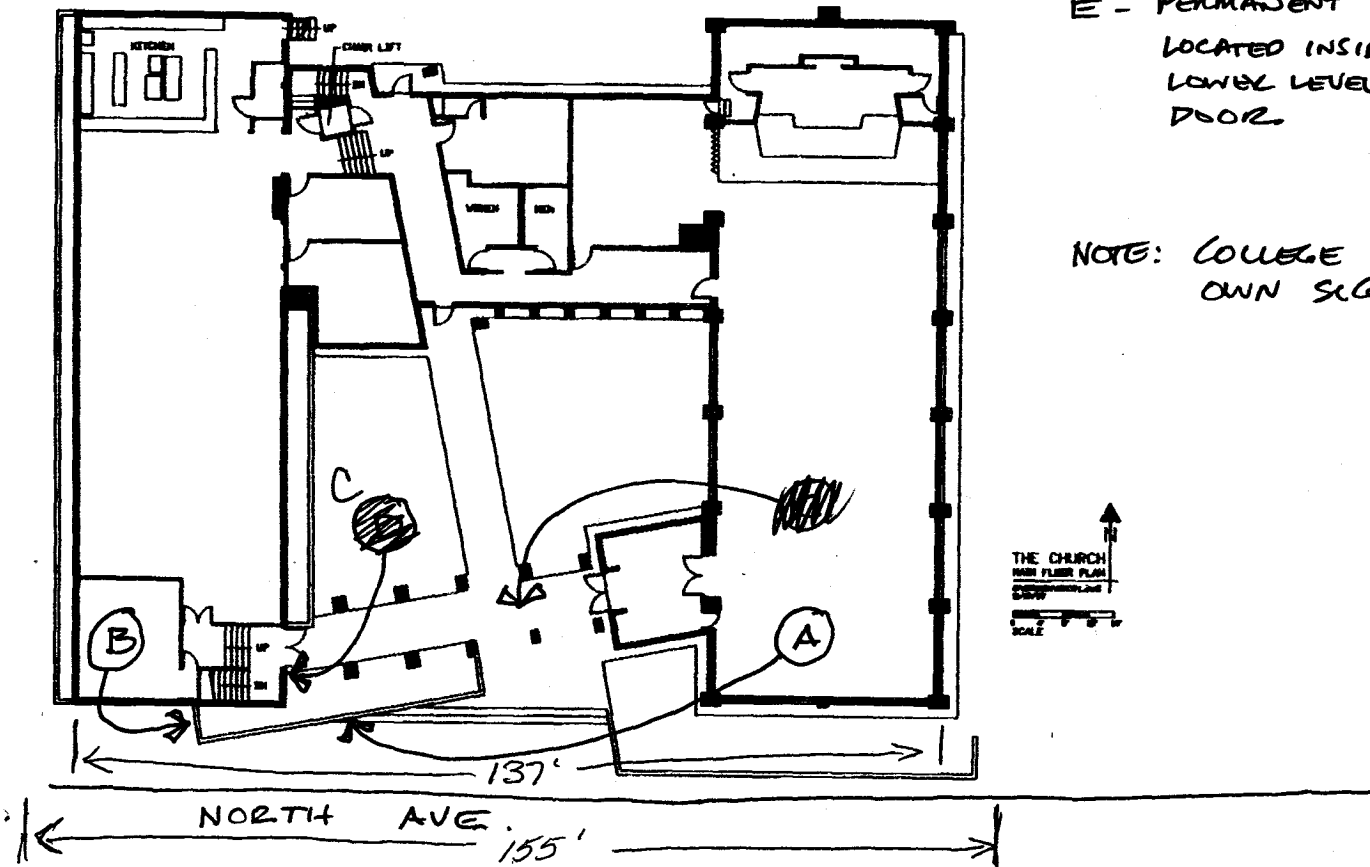 E - PERMANENT
LOCATED INSI
LOWER LEVEL
DOOR
NOTE: COLLEGE
OWN
KITCHEN
UP
CHAIR LIFT
DN
UP
WOMEN
MEN
C
B
A
UP
DN
N
THE CHURCH
MAIN FLOOR PLAN
SCALE
137'
NORTH AVE.
155'